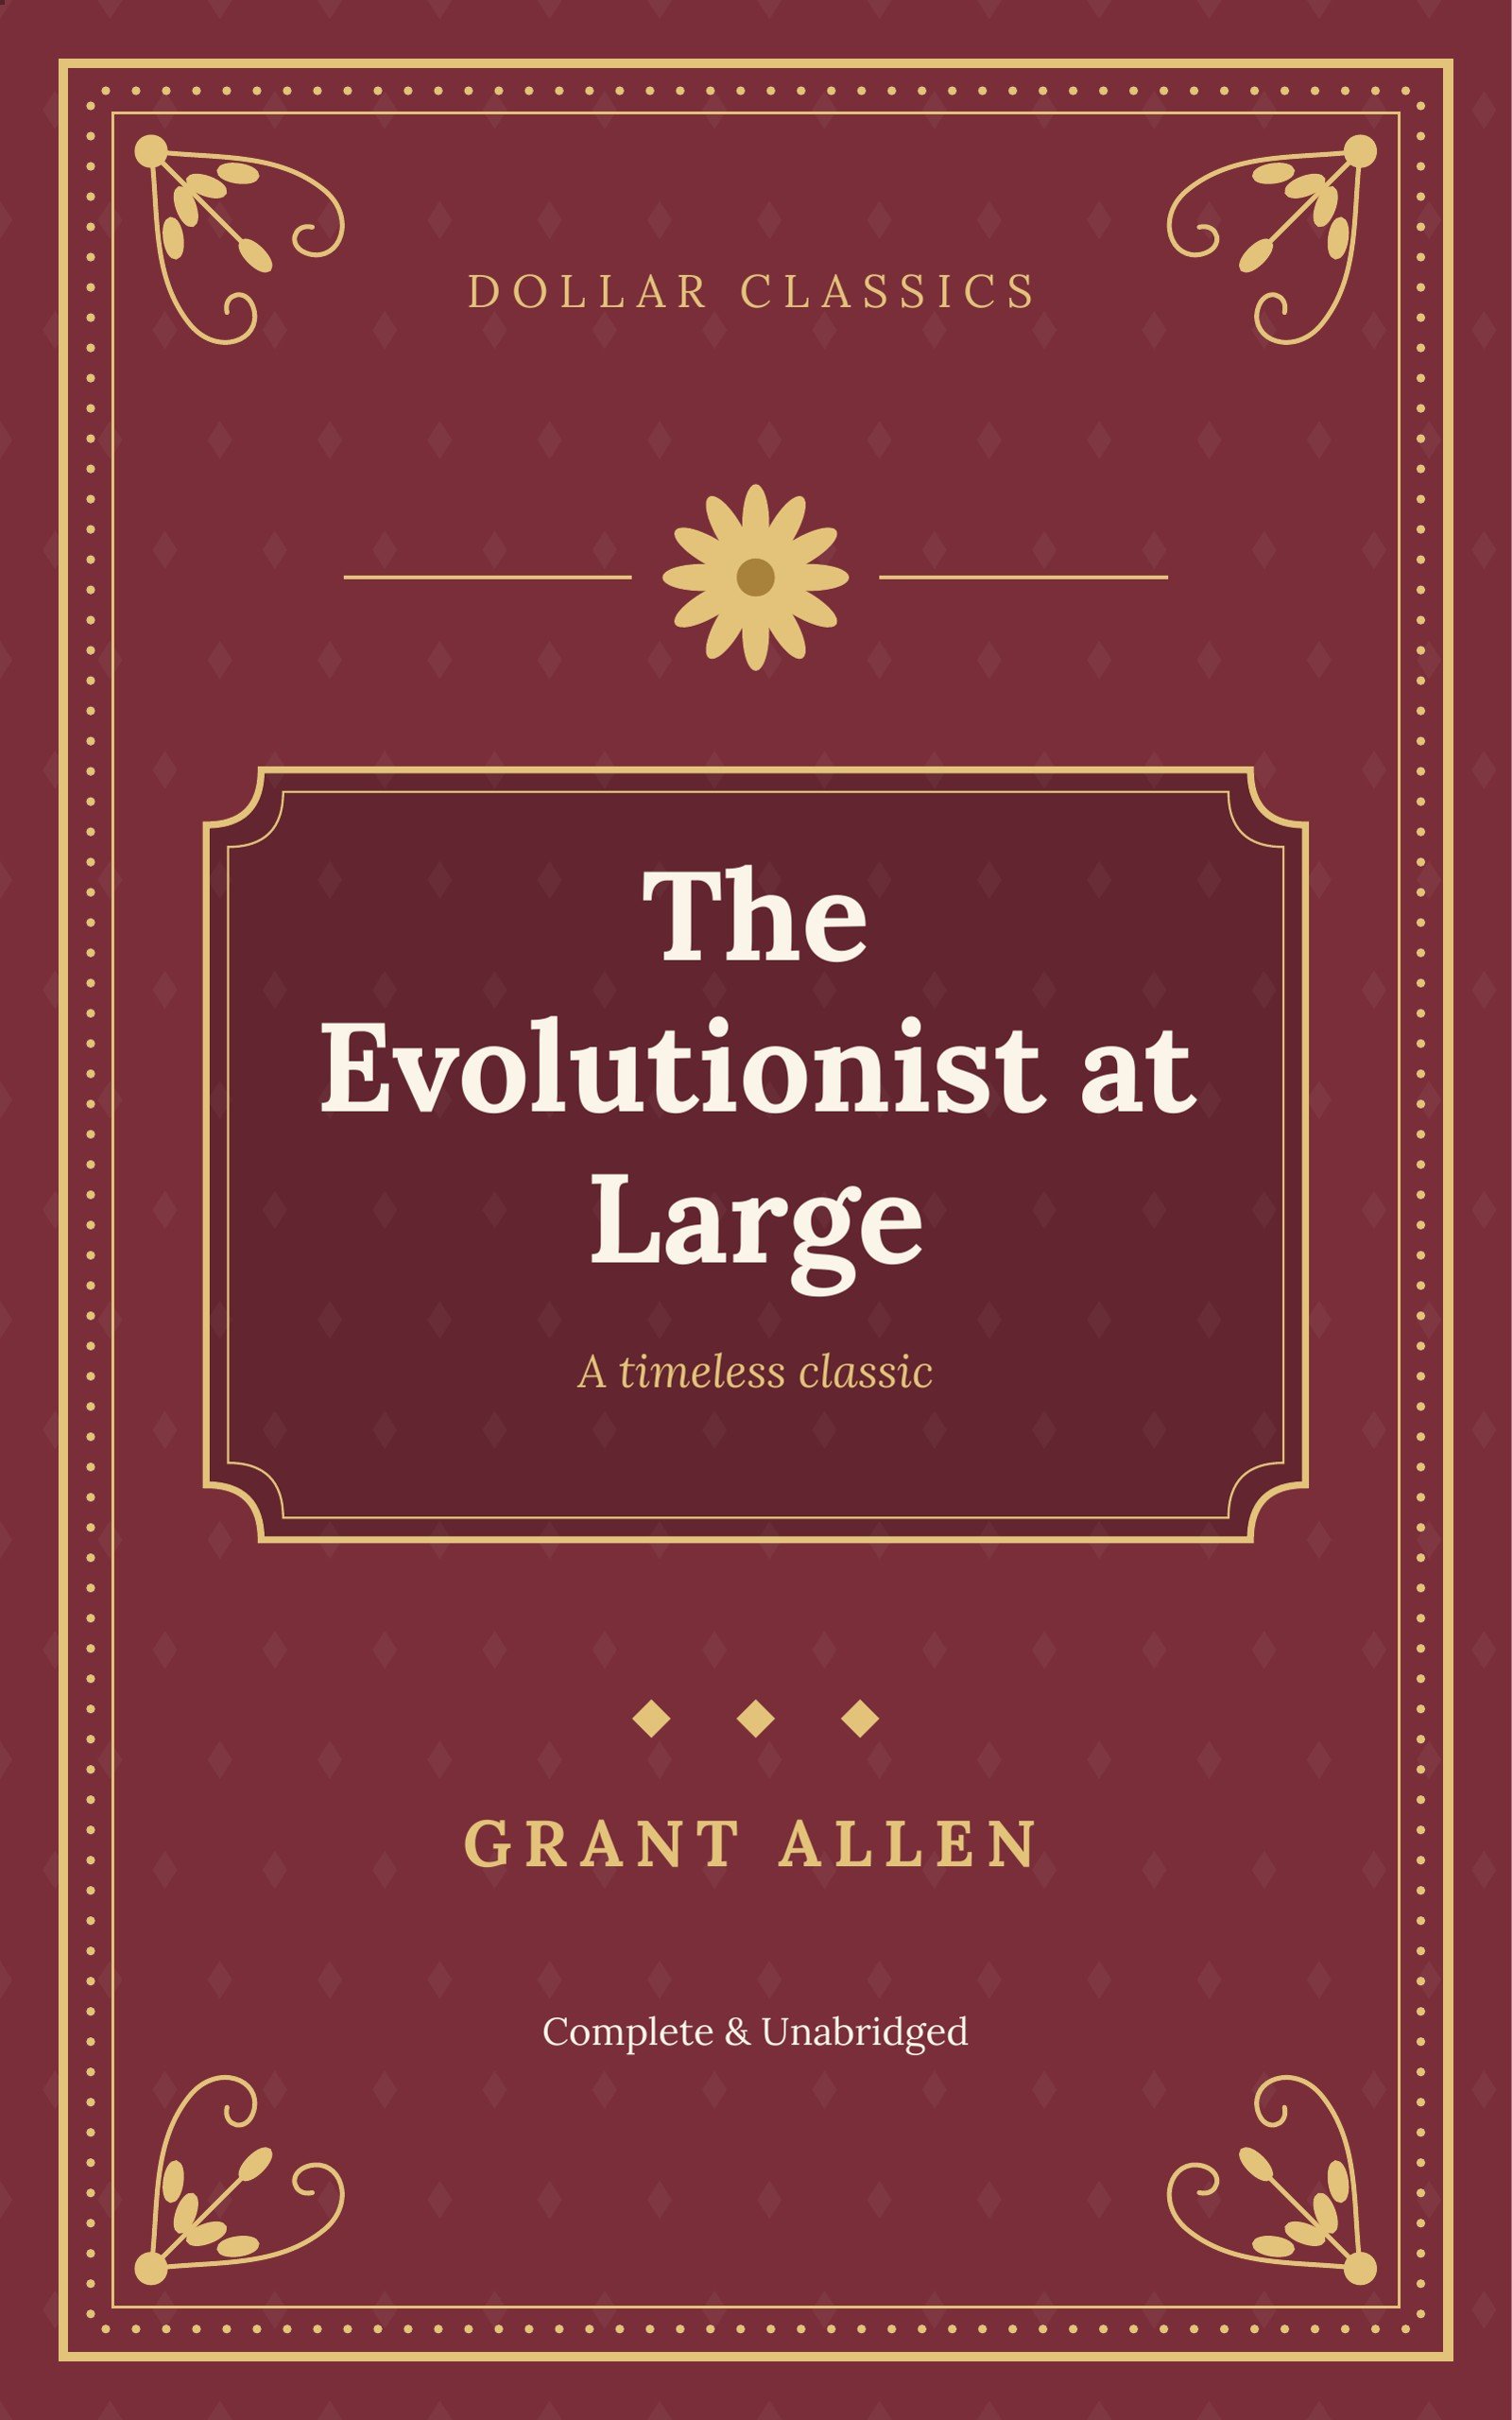 DOLLAR CLASSICS
The
Evolutionist at
Large
A timeless classic
GRANT ALLEN
Complete & Unabridged